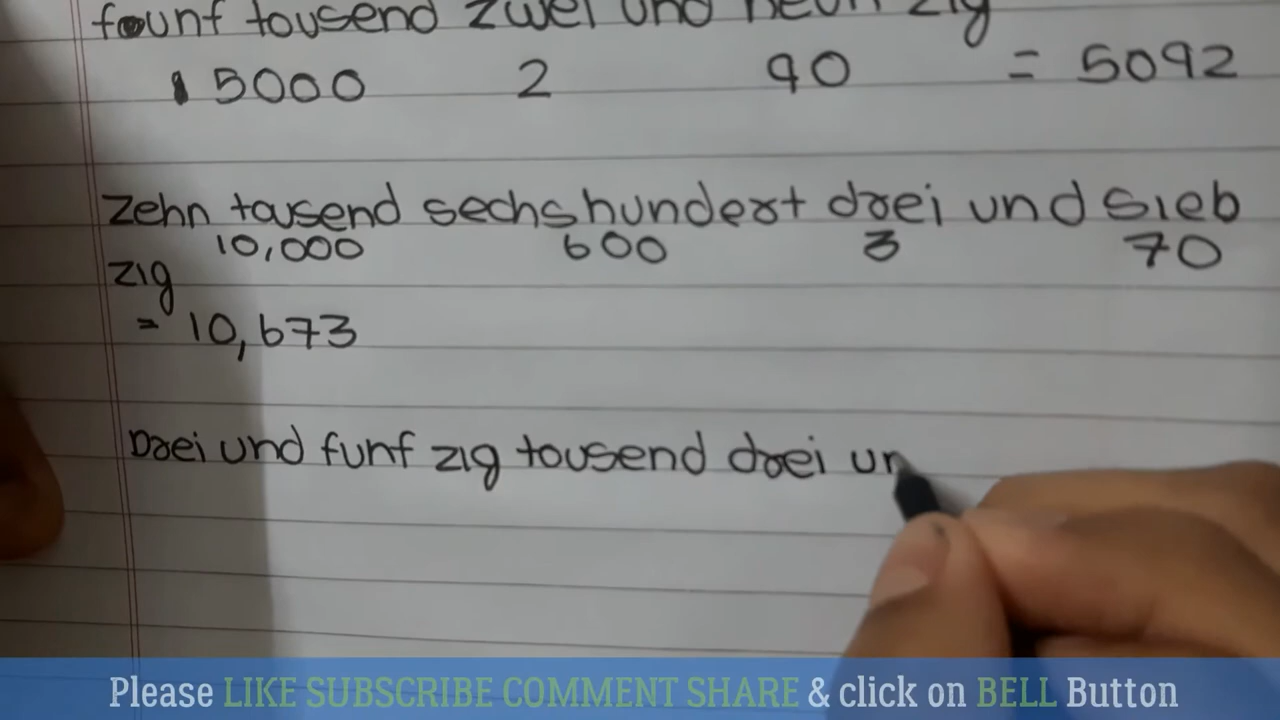 founf tousend zwei und neun zig
5000 2 90 = 5092
Zehn tausend sechs hundert drei und Sieb
10,000 600 3 70
zig
= 10,673
Drei und funf zig tousend drei un
Please LIKE SUBSCRIBE COMMENT SHARE & click on BELL Button